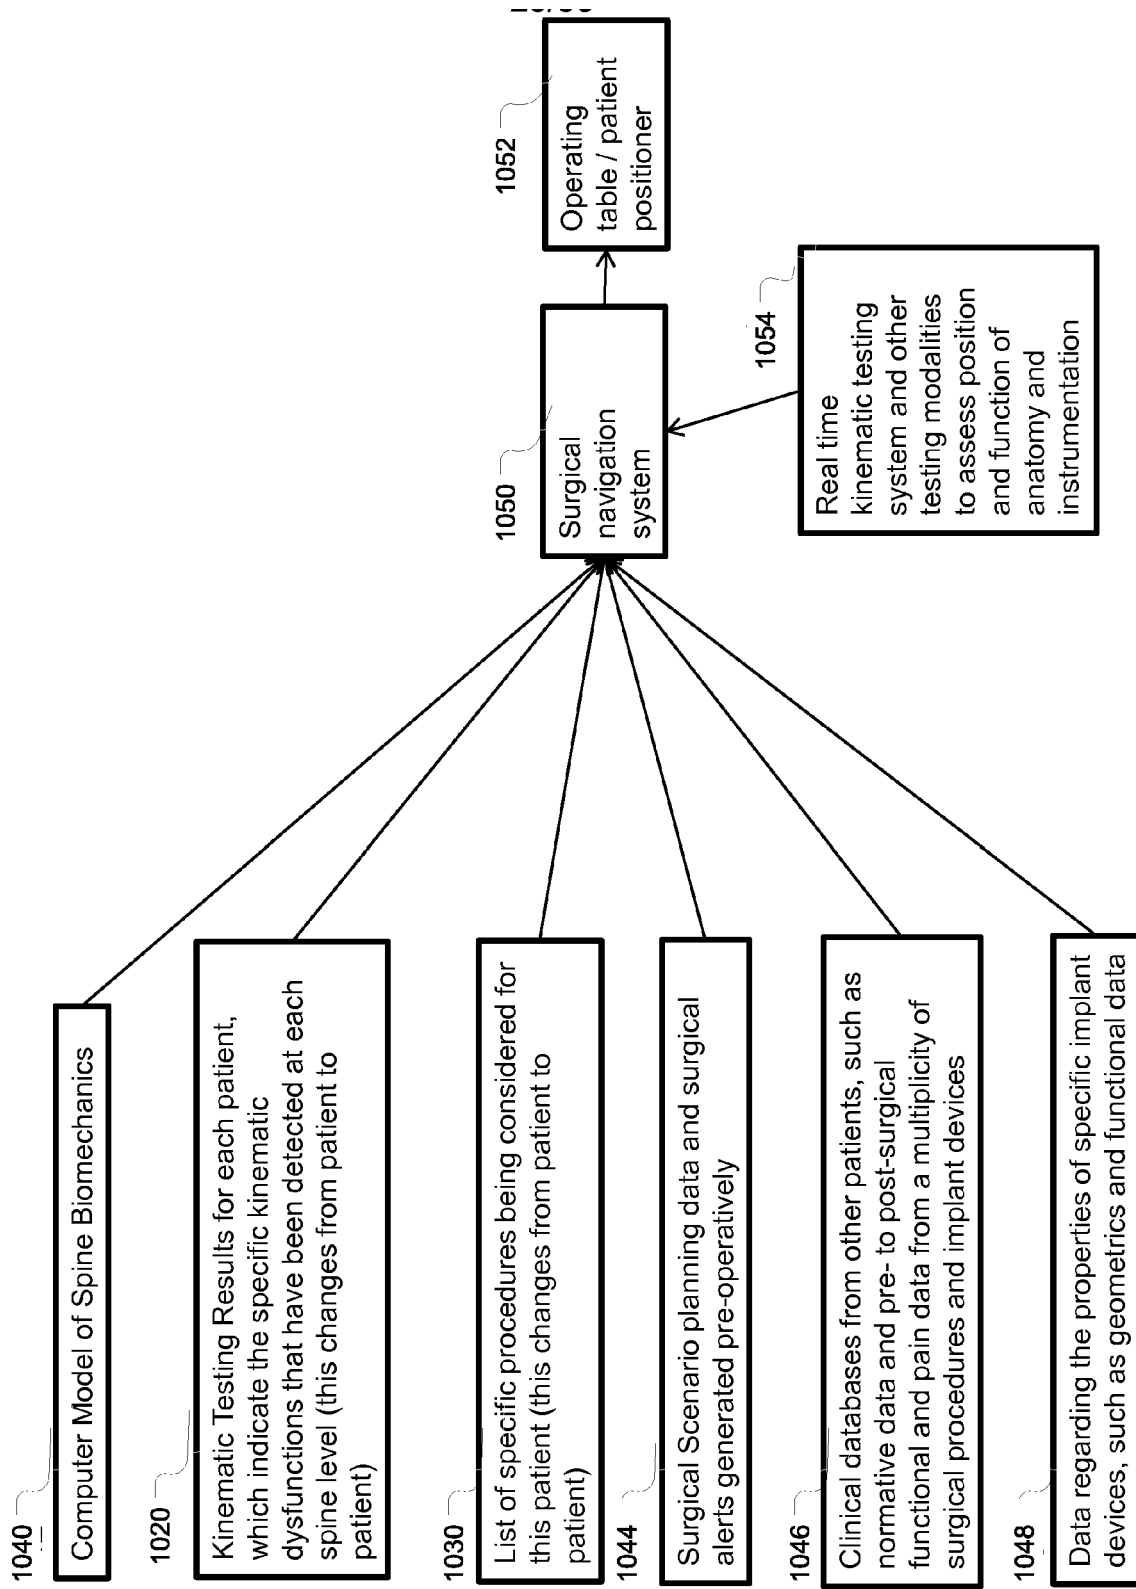 1040
Computer Model of Spine Biomechanics
1020
Kinematic Testing Results for each patient,
which indicate the specific kinematic
dysfunctions that have been detected at each
spine level (this changes from patient to
patient)
1030
List of specific procedures being considered for
this patient (this changes from patient to
patient)
1044
Surgical Scenario planning data and surgical
alerts generated pre-operatively
1046
Clinical databases from other patients, such as
normative data and pre- to post-surgical
functional and pain data from a multiplicity of
surgical procedures and implant devices
1048
Data regarding the properties of specific implant
devices, such as geometrics and functional data
1050
Surgical
navigation
system
1052
Operating
table / patient
positioner
1054
Real time
kinematic testing
system and other
testing modalities
to assess position
and function of
anatomy and
instrumentation